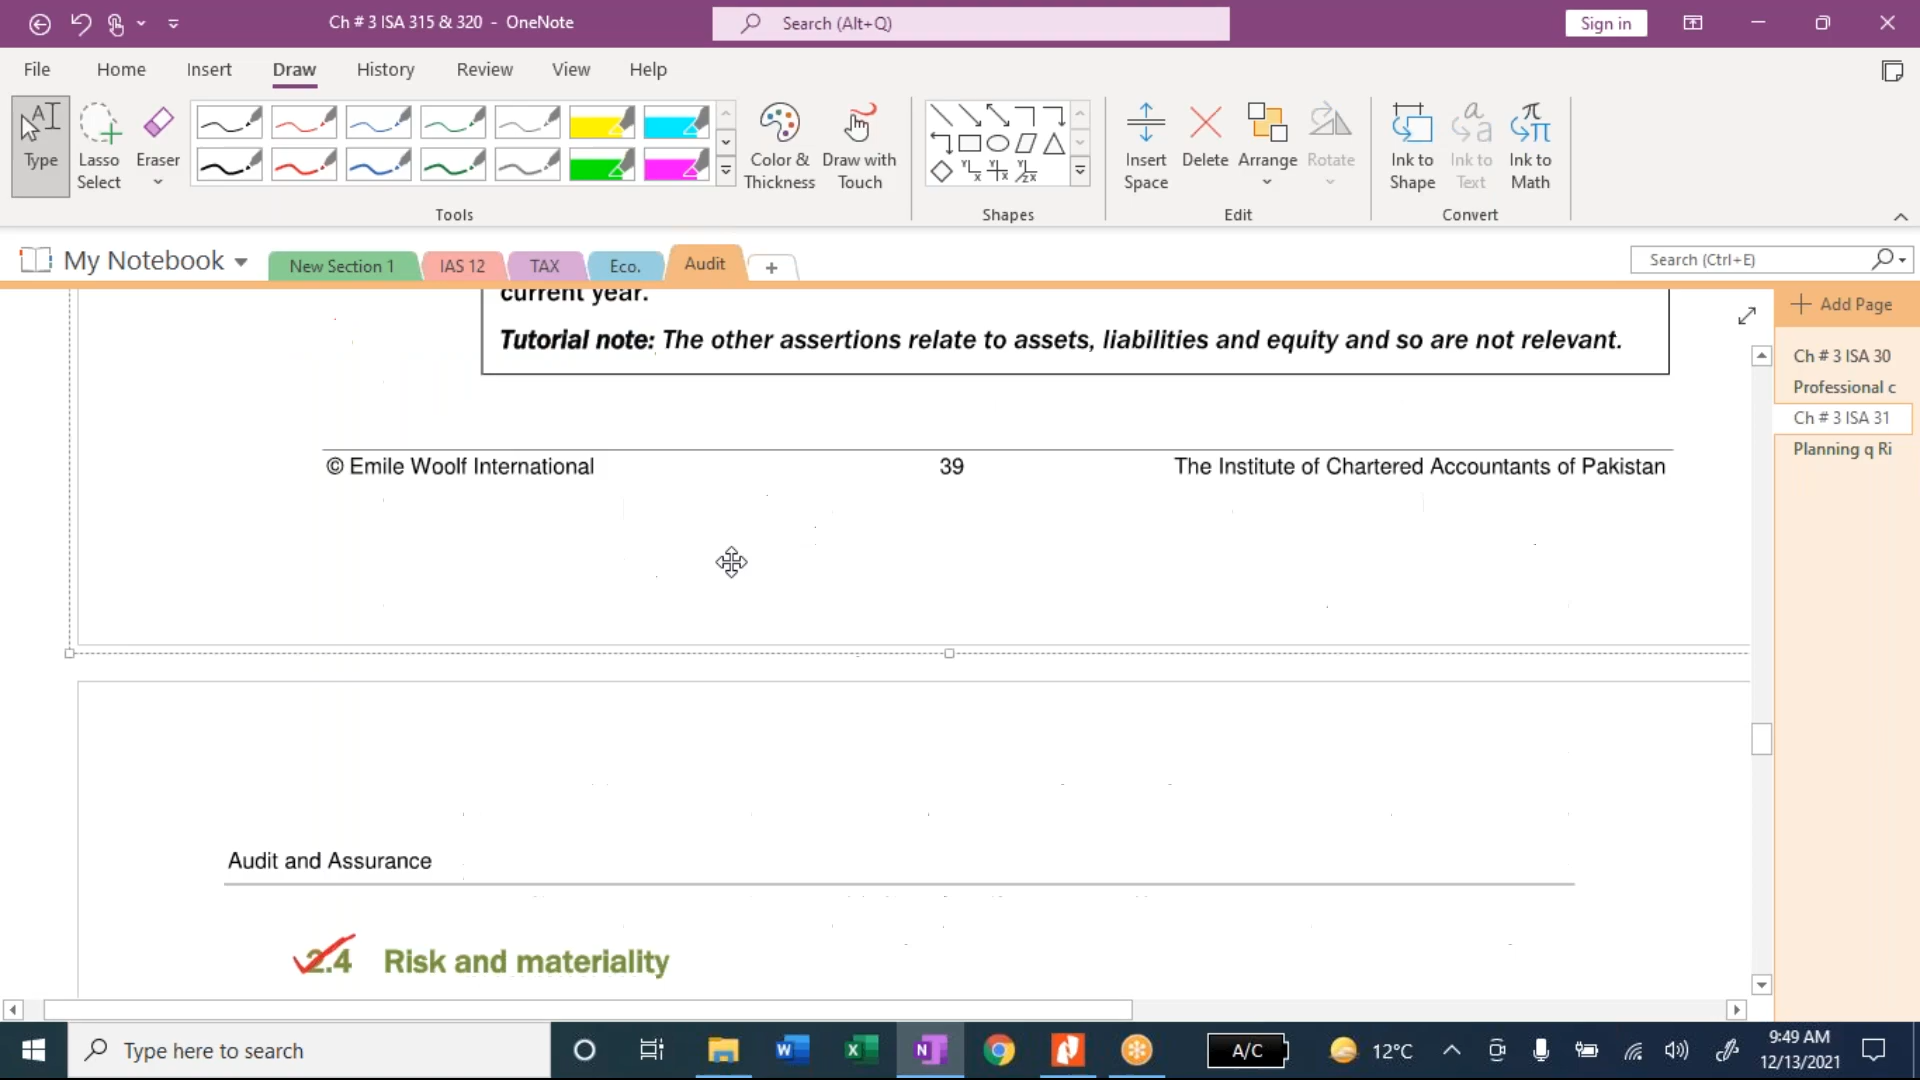 Ch # 3 ISA 315 & 320 - OneNote
Search (Alt+Q)
Sign in
File Home Insert Draw History Review View Help
Type
Lasso Select
Eraser
Color & Thickness
Draw with Touch
Insert Space
Delete
Arrange
Rotate
Ink to Shape
Ink to Text
Ink to Math
Tools
Shapes
Edit
Convert
My Notebook
New Section 1
IAS 12
TAX
Eco.
Audit
Search (Ctrl+E)
Add Page
Ch # 3 ISA 30
Professional c
Ch # 3 ISA 31
Planning q Ri
current year.
Tutorial note: The other assertions relate to assets, liabilities and equity and so are not relevant.
© Emile Woolf International 39 The Institute of Chartered Accountants of Pakistan
Audit and Assurance
2.4 Risk and materiality
Type here to search
A/C
12°C
9:49 AM
12/13/2021